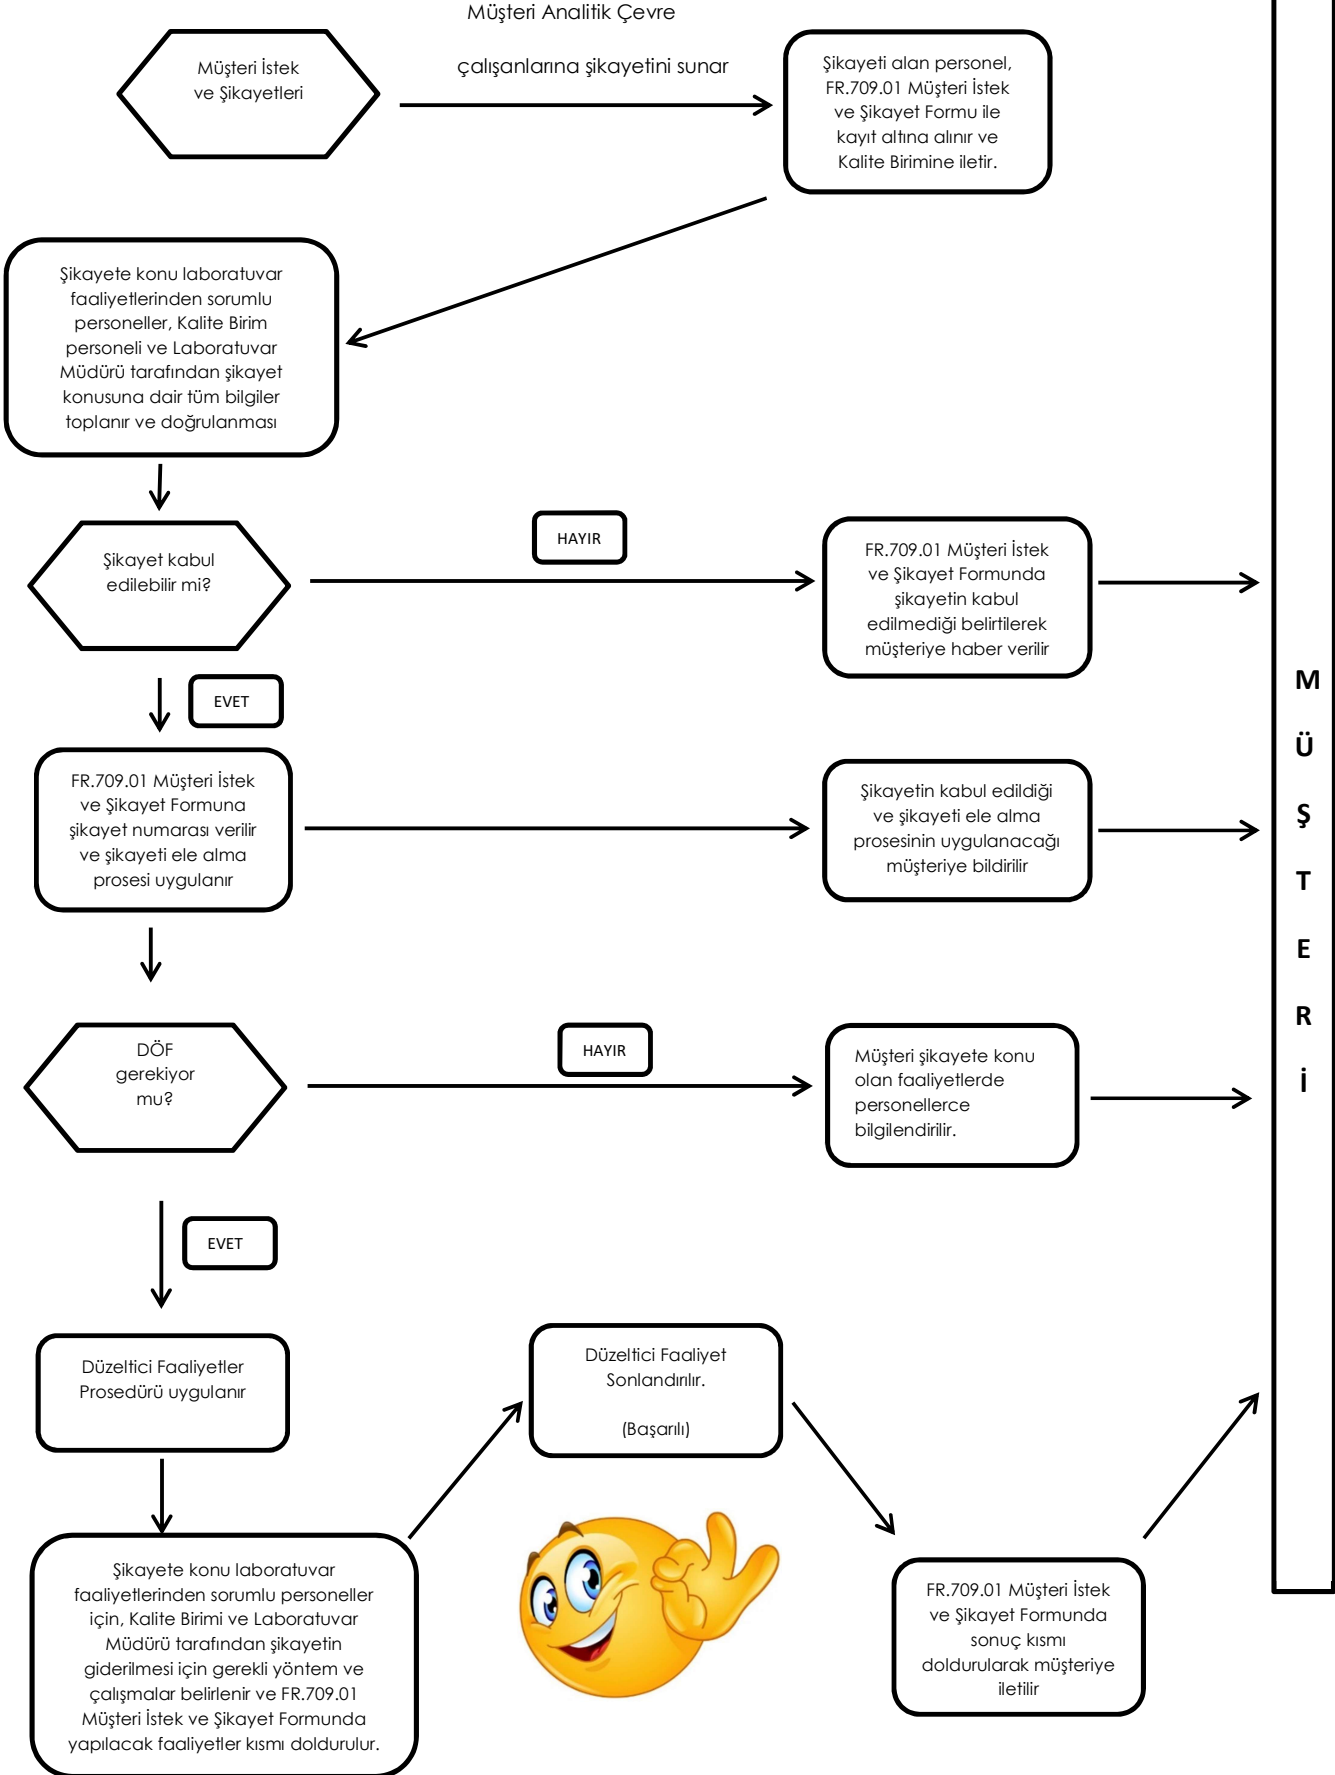 Müşteri Analitik Çevre
çalışanlarına şikayetini sunar
Müşteri İstek
ve Şikayetleri
Şikayeti alan personel,
FR.709.01 Müşteri İstek
ve Şikayet Formu ile
kayıt altına alınır ve
Kalite Birimine iletir.
Şikayete konu laboratuvar
faaliyetlerinden sorumlu
personeller, Kalite Birim
personeli ve Laboratuvar
Müdürü tarafından şikayet
konusuna dair tüm bilgiler
toplanır ve doğrulanması
Şikayet kabul
edilebilir mi?
HAYIR
FR.709.01 Müşteri İstek
ve Şikayet Formunda
şikayetin kabul
edilmediği belirtilerek
müşteriye haber verilir
EVET
FR.709.01 Müşteri İstek
ve Şikayet Formuna
şikayet numarası verilir
ve şikayeti ele alma
prosesi uygulanır
Şikayetin kabul edildiği
ve şikayeti ele alma
prosesinin uygulanacağı
müşteriye bildirilir
DÖF
gerekiyor
mu?
HAYIR
Müşteri şikayete konu
olan faaliyetlerde
personellerce
bilgilendirilir.
EVET
Düzeltici Faaliyetler
Prosedürü uygulanır
Düzeltici Faaliyet
Sonlandırılır.
(Başarılı)
Şikayete konu laboratuvar
faaliyetlerinden sorumlu personeller
için, Kalite Birimi ve Laboratuvar
Müdürü tarafından şikayetin
giderilmesi için gerekli yöntem ve
çalışmalar belirlenir ve FR.709.01
Müşteri İstek ve Şikayet Formunda
yapılacak faaliyetler kısmı doldurulur.
FR.709.01 Müşteri İstek
ve Şikayet Formunda
sonuç kısmı
doldurularak müşteriye
iletilir
M
Ü
Ş
T
E
R
İ